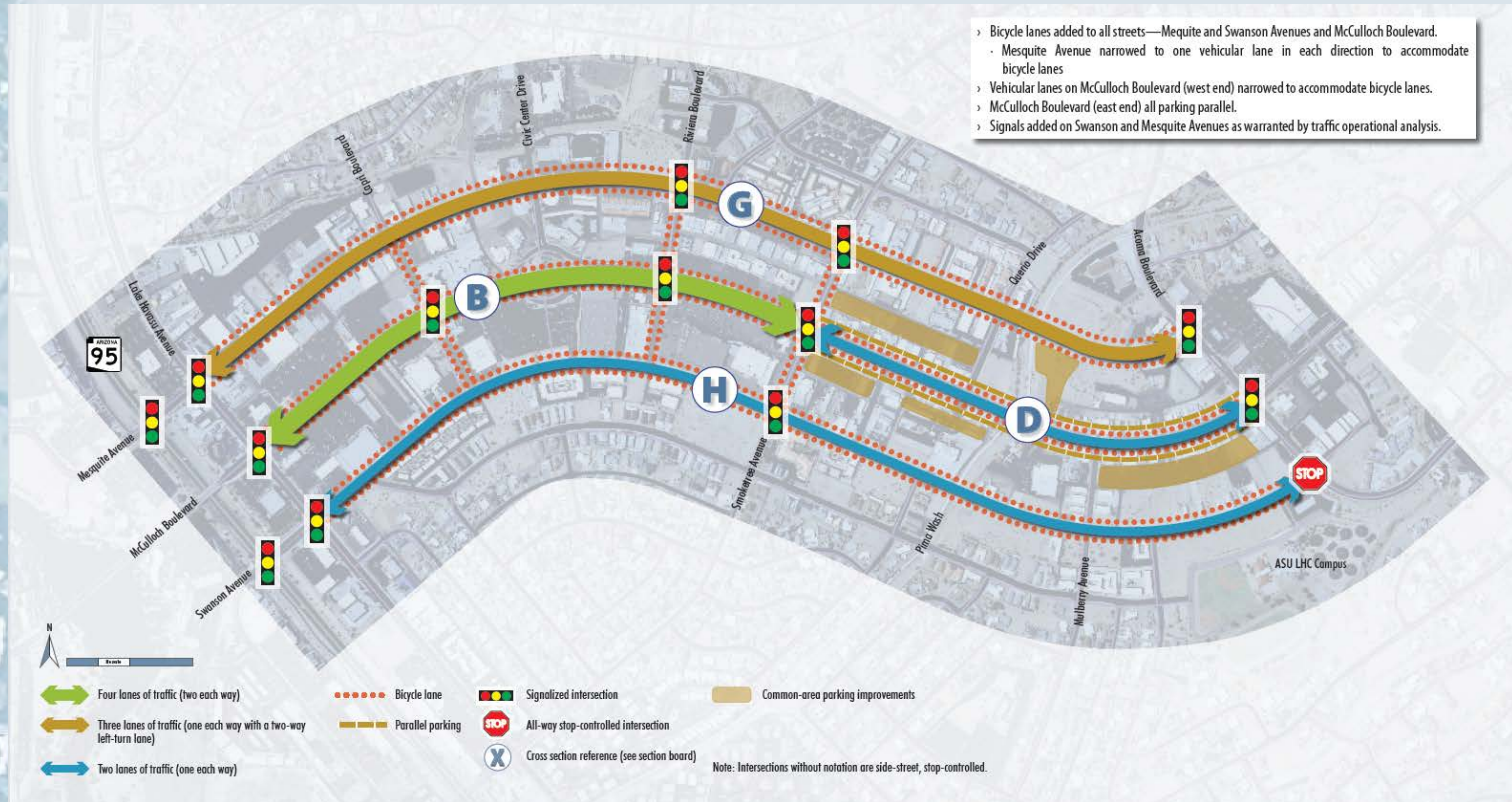 › Bicycle lanes added to all streets—Mequite and Swanson Avenues and McCulloch Boulevard.
· Mesquite Avenue narrowed to one vehicular lane in each direction to accommodate
bicycle lanes
› Vehicular lanes on McCulloch Boulevard (west end) narrowed to accommodate bicycle lanes.
› McCulloch Boulevard (east end) all parking parallel.
› Signals added on Swanson and Mesquite Avenues as warranted by traffic operational analysis.
Capri Boulevard
Civic Center Drive
Riviera Boulevard
G
Querio Drive
Acoma Boulevard
Lake Havasu Avenue
B
ARIZONA
95
H
D
Mesquite Avenue
McCulloch Boulevard
Swanson Avenue
Smoketree Avenue
Pima Wash
Mulberry Avenue
STOP
ASU LHC Campus
N
Four lanes of traffic (two each way)
Three lanes of traffic (one each way with a two-way
left-turn lane)
Two lanes of traffic (one each way)
Bicycle lane
Parallel parking
Signalized intersection
STOP
All-way stop-controlled intersection
X
Cross section reference (see section board)
Common-area parking improvements
Note: Intersections without notation are side-street, stop-controlled.